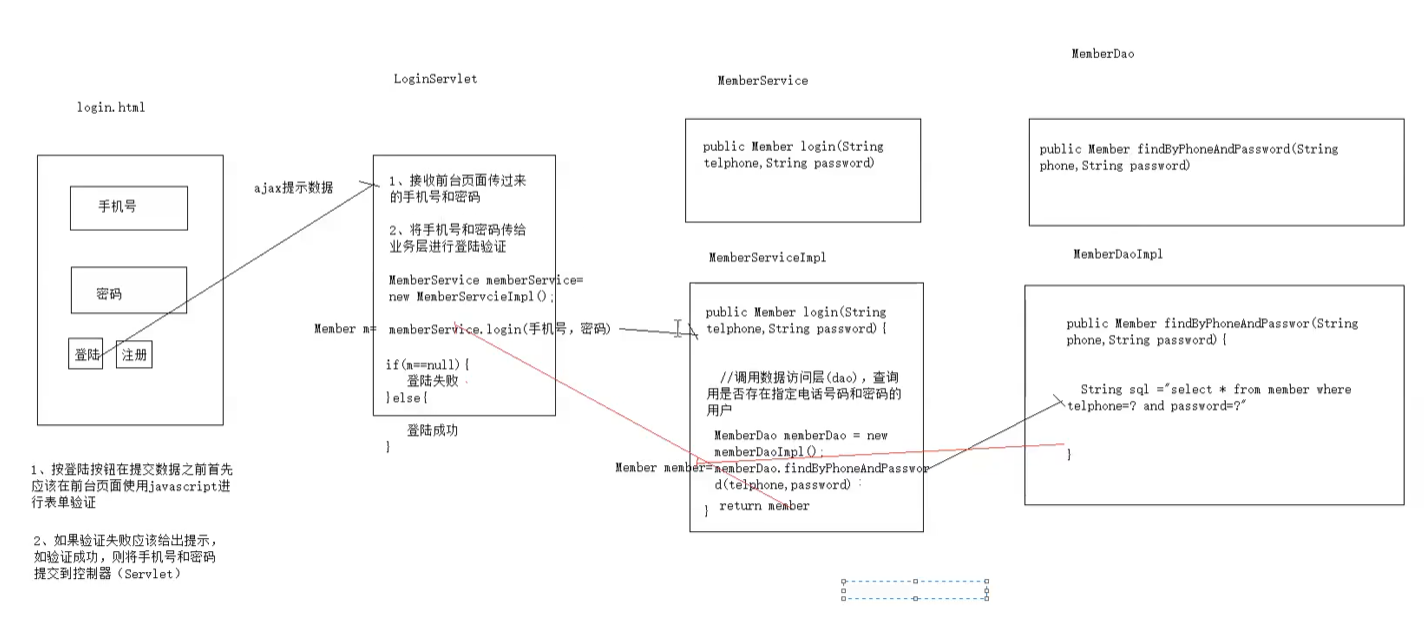 login.html
手机号
密码
登陆
注册
1、按登陆按钮在提交数据之前首先
应该在前台页面使用javascript进
行表单验证
2、如果验证失败应该给出提示，
如验证成功，则将手机号和密码
提交到控制器（Servlet）
ajax提示数据
LoginServlet
1、接收前台页面传过来
的手机号和密码
2、将手机号和密码传给
业务层进行登陆验证
MemberService memberService=
new MemberServcieImpl();
Member m= memberService.login(手机号，密码)
if(m==null){
登陆失败
}else{
登陆成功
}
MemberService
public Member login(String
telphone,String password)
MemberServiceImpl
public Member login(String
telphone,String password){
//调用数据访问层(dao)，查询
用是否存在指定电话号码和密码的
用户
MemberDao memberDao = new
memberDaoImpl();
Member member=memberDao.findByPhoneAndPasswor
d(telphone,password)
return member
}
MemberDao
public Member findByPhoneAndPassword(String
phone,String password)
MemberDaoImpl
public Member findByPhoneAndPasswor(String
phone,String password){
String sql ="select * from member where
telphone=? and password=?"
}